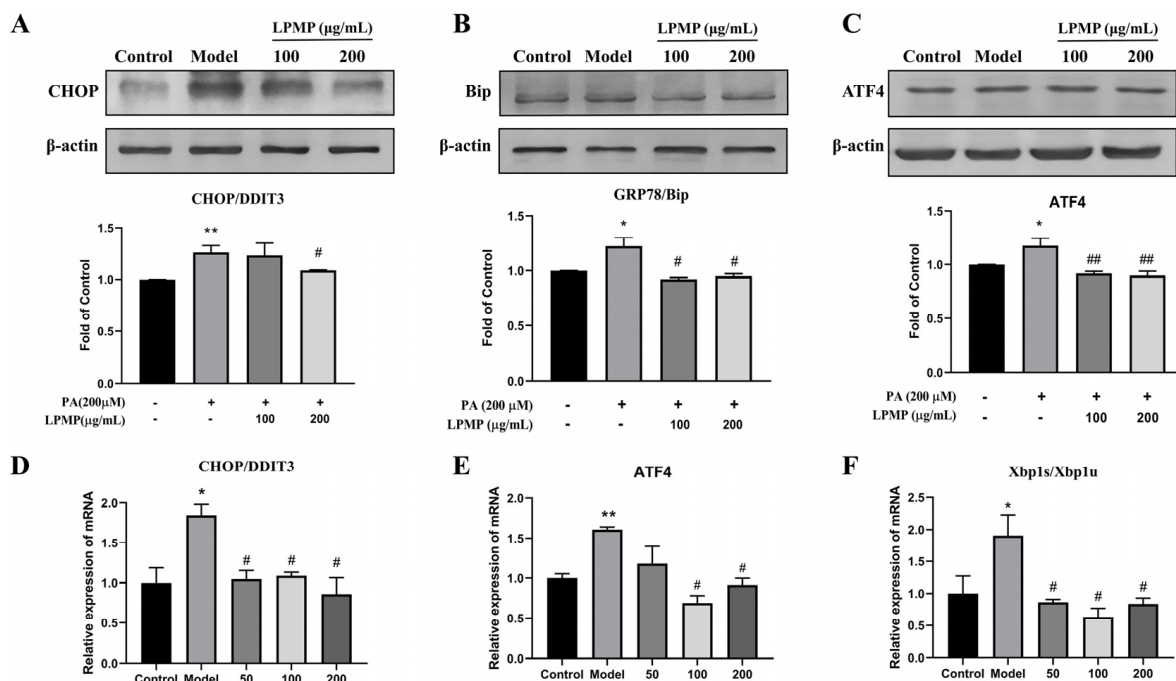 A
LPMP (μg/mL)
Control Model 100 200
CHOP
β-actin
CHOP/DDIT3
Fold of Control
1.5
**
#
1.0
0.5
0.0
PA(200μM) - + + +
LPMP(μg/mL) - - 100 200
B
LPMP (μg/mL)
Control Model 100 200
Bip
β-actin
GRP78/Bip
Fold of Control
1.5
*
# #
1.0
0.5
0.0
PA (200 μM) - + + +
LPMP (μg/mL) - - 100 200
C
LPMP (μg/mL)
Control Model 100 200
ATF4
β-actin
ATF4
Fold of Control
1.5
*
## ##
1.0
0.5
0.0
PA (200 μM) - + + +
LPMP (μg/mL) - - 100 200
D
CHOP/DDIT3
Relative expression of mRNA
2.0
*
1.5
# # #
1.0
0.5
0.0
Control Model 50 100 200
E
ATF4
Relative expression of mRNA
2.0
**
1.5
# #
1.0
0.5
0.0
Control Model 50 100 200
F
Xbp1s/Xbp1u
Relative expression of mRNA
2.5
*
2.0
1.5
# # #
1.0
0.5
0.0
Control Model 50 100 200